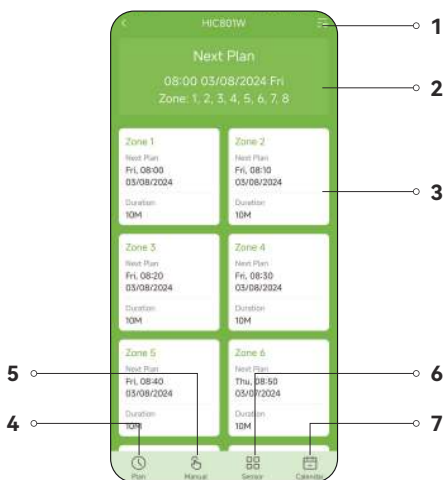 HIC801W
1
Next Plan
08:00 03/08/2024 Fri
Zone: 1, 2, 3, 4, 5, 6, 7, 8
2
Zone 1
Next Plan
Fri, 08:00
03/08/2024
Duration
10M
Zone 2
Next Plan
Fri, 08:10
03/08/2024
Duration
10M
3
Zone 3
Next Plan
Fri, 08:20
03/08/2024
Duration
10M
Zone 4
Next Plan
Fri, 08:30
03/08/2024
Duration
10M
Zone 5
Next Plan
Fri, 08:40
03/08/2024
Duration
10M
Zone 6
Next Plan
Thu, 08:50
03/07/2024
Duration
10M
5
6
4
7
Plan
Manual
Sensor
Calendar